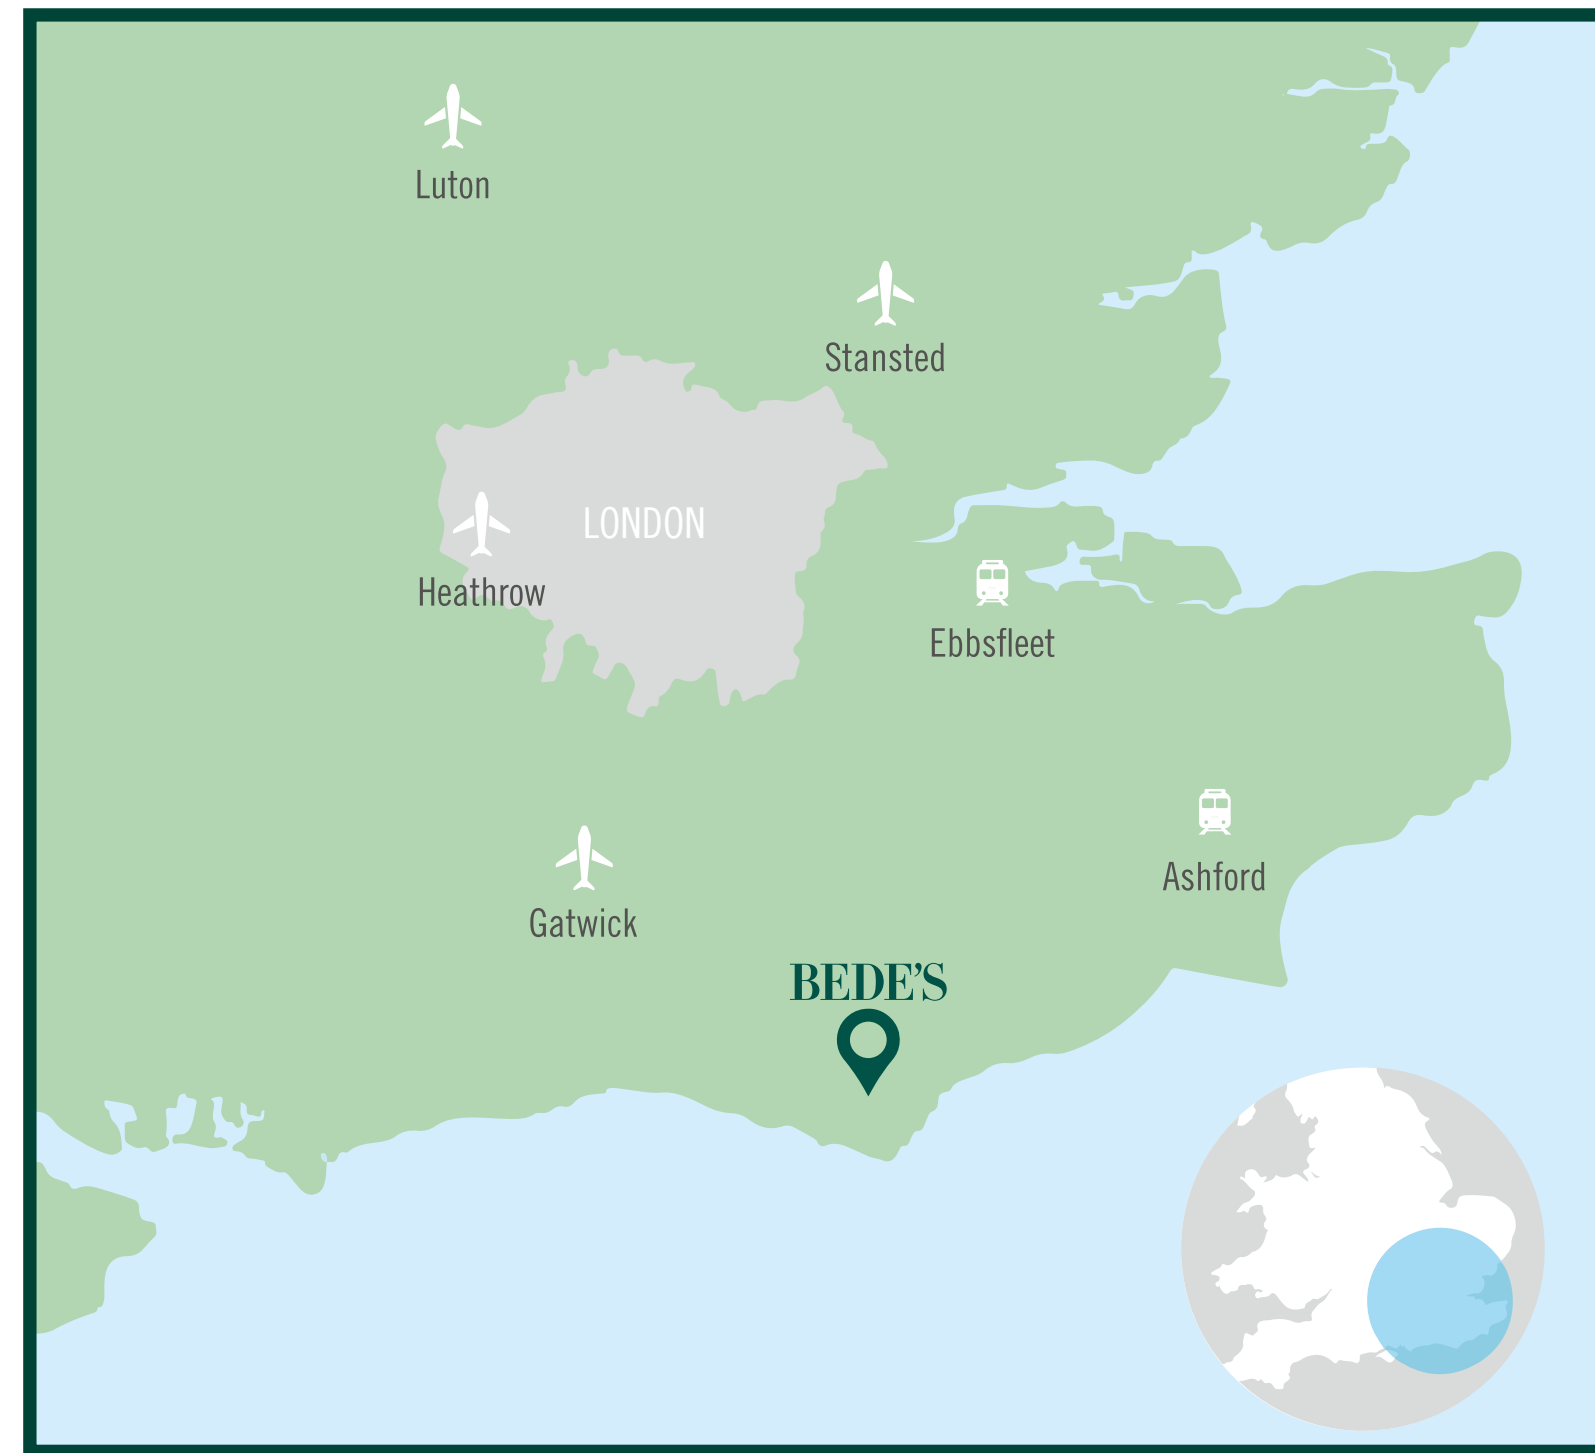 Luton
Stansted
LONDON
Heathrow
Ebbsfleet
Ashford
Gatwick
BEDE'S